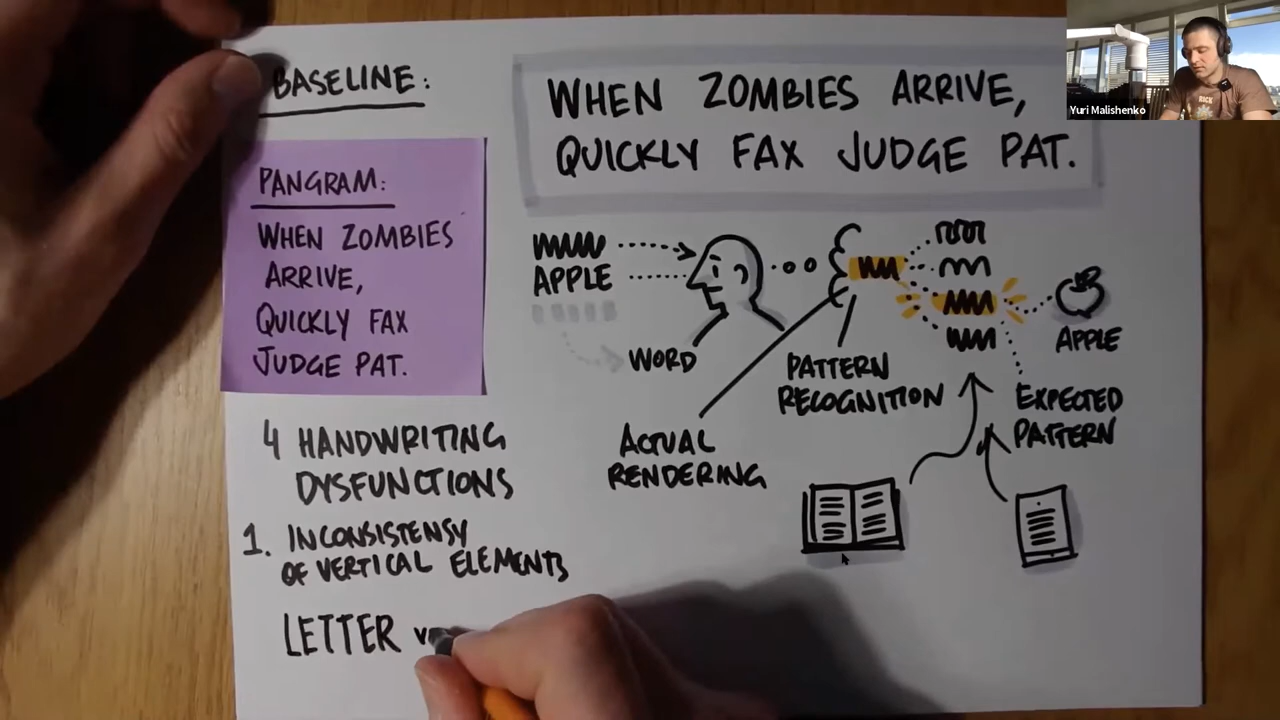 BASELINE:
PANGRAM:
WHEN ZOMBIES
ARRIVE,
QUICKLY FAX
JUDGE PAT.
4 HANDWRITING
DYSFUNCTIONS
1. INCONSISTENSY
OF VERTICAL ELEMENTS
LETTER
WHEN ZOMBIES ARRIVE,
QUICKLY FAX JUDGE PAT.
APPLE
WORD
ACTUAL
RENDERING
PATTERN
RECOGNITION
APPLE
EXPECTED
PATTERN
Yuri Malishenko